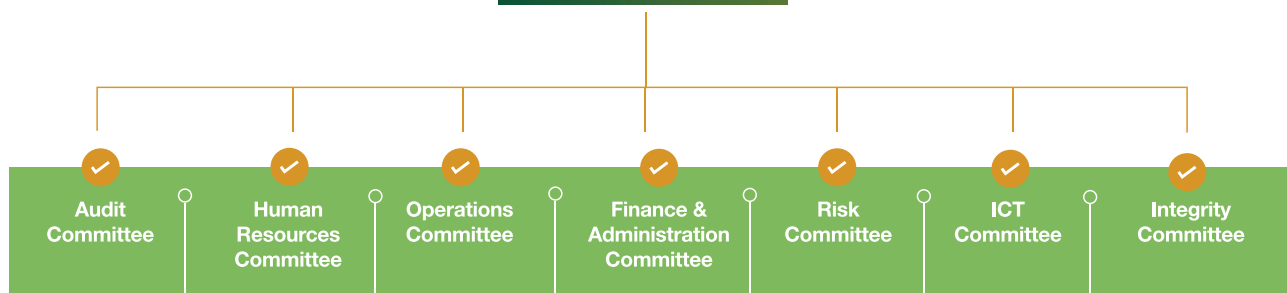 Audit
Committee
Human
Resources
Committee
Operations
Committee
Finance &
Administration
Committee
Risk
Committee
ICT
Committee
Integrity
Committee